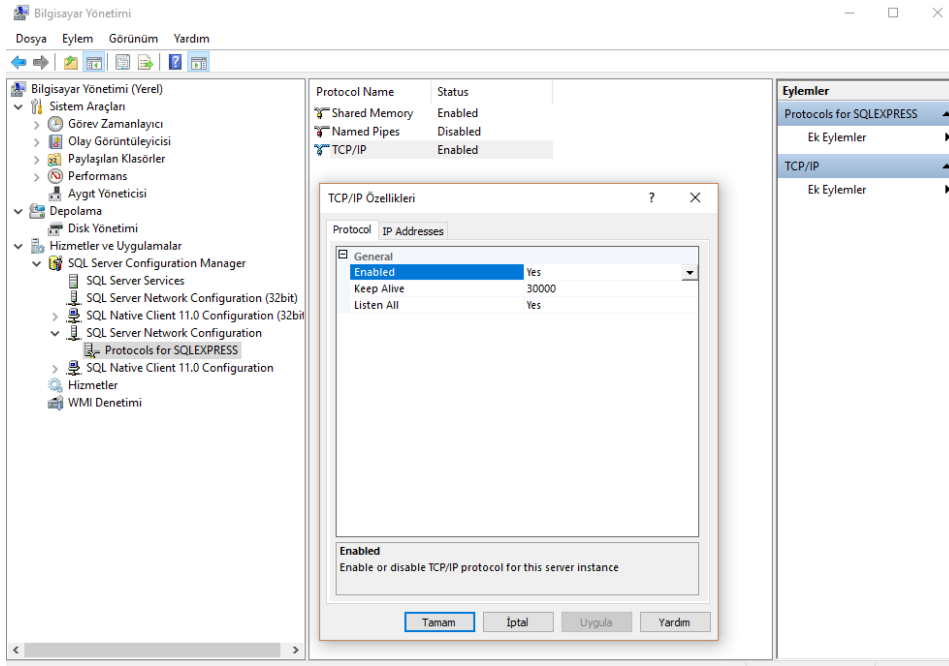 Bilgisayar Yönetimi
Dosya Eylem Görünüm Yardım
Bilgisayar Yönetimi (Yerel)
Sistem Araçları
Görev Zamanlayıcı
Olay Görüntüleyicisi
Paylaşılan Klasörler
Performans
Aygıt Yöneticisi
Depolama
Disk Yönetimi
Hizmetler ve Uygulamalar
SQL Server Configuration Manager
SQL Server Services
SQL Server Network Configuration (32bit)
SQL Native Client 11.0 Configuration (32bit
SQL Server Network Configuration
Protocols for SQLEXPRESS
SQL Native Client 11.0 Configuration
Hizmetler
WMI Denetimi
Protocol Name Status
Shared Memory Enabled
Named Pipes Disabled
TCP/IP Enabled
TCP/IP Özellikleri ?
Protocol IP Addresses
General
Enabled Yes
Keep Alive 30000
Listen All Yes
Enabled
Enable or disable TCP/IP protocol for this server instance
Tamam İptal Uygula Yardım
Eylemler
Protocols for SQLEXPRESS
Ek Eylemler
TCP/IP
Ek Eylemler